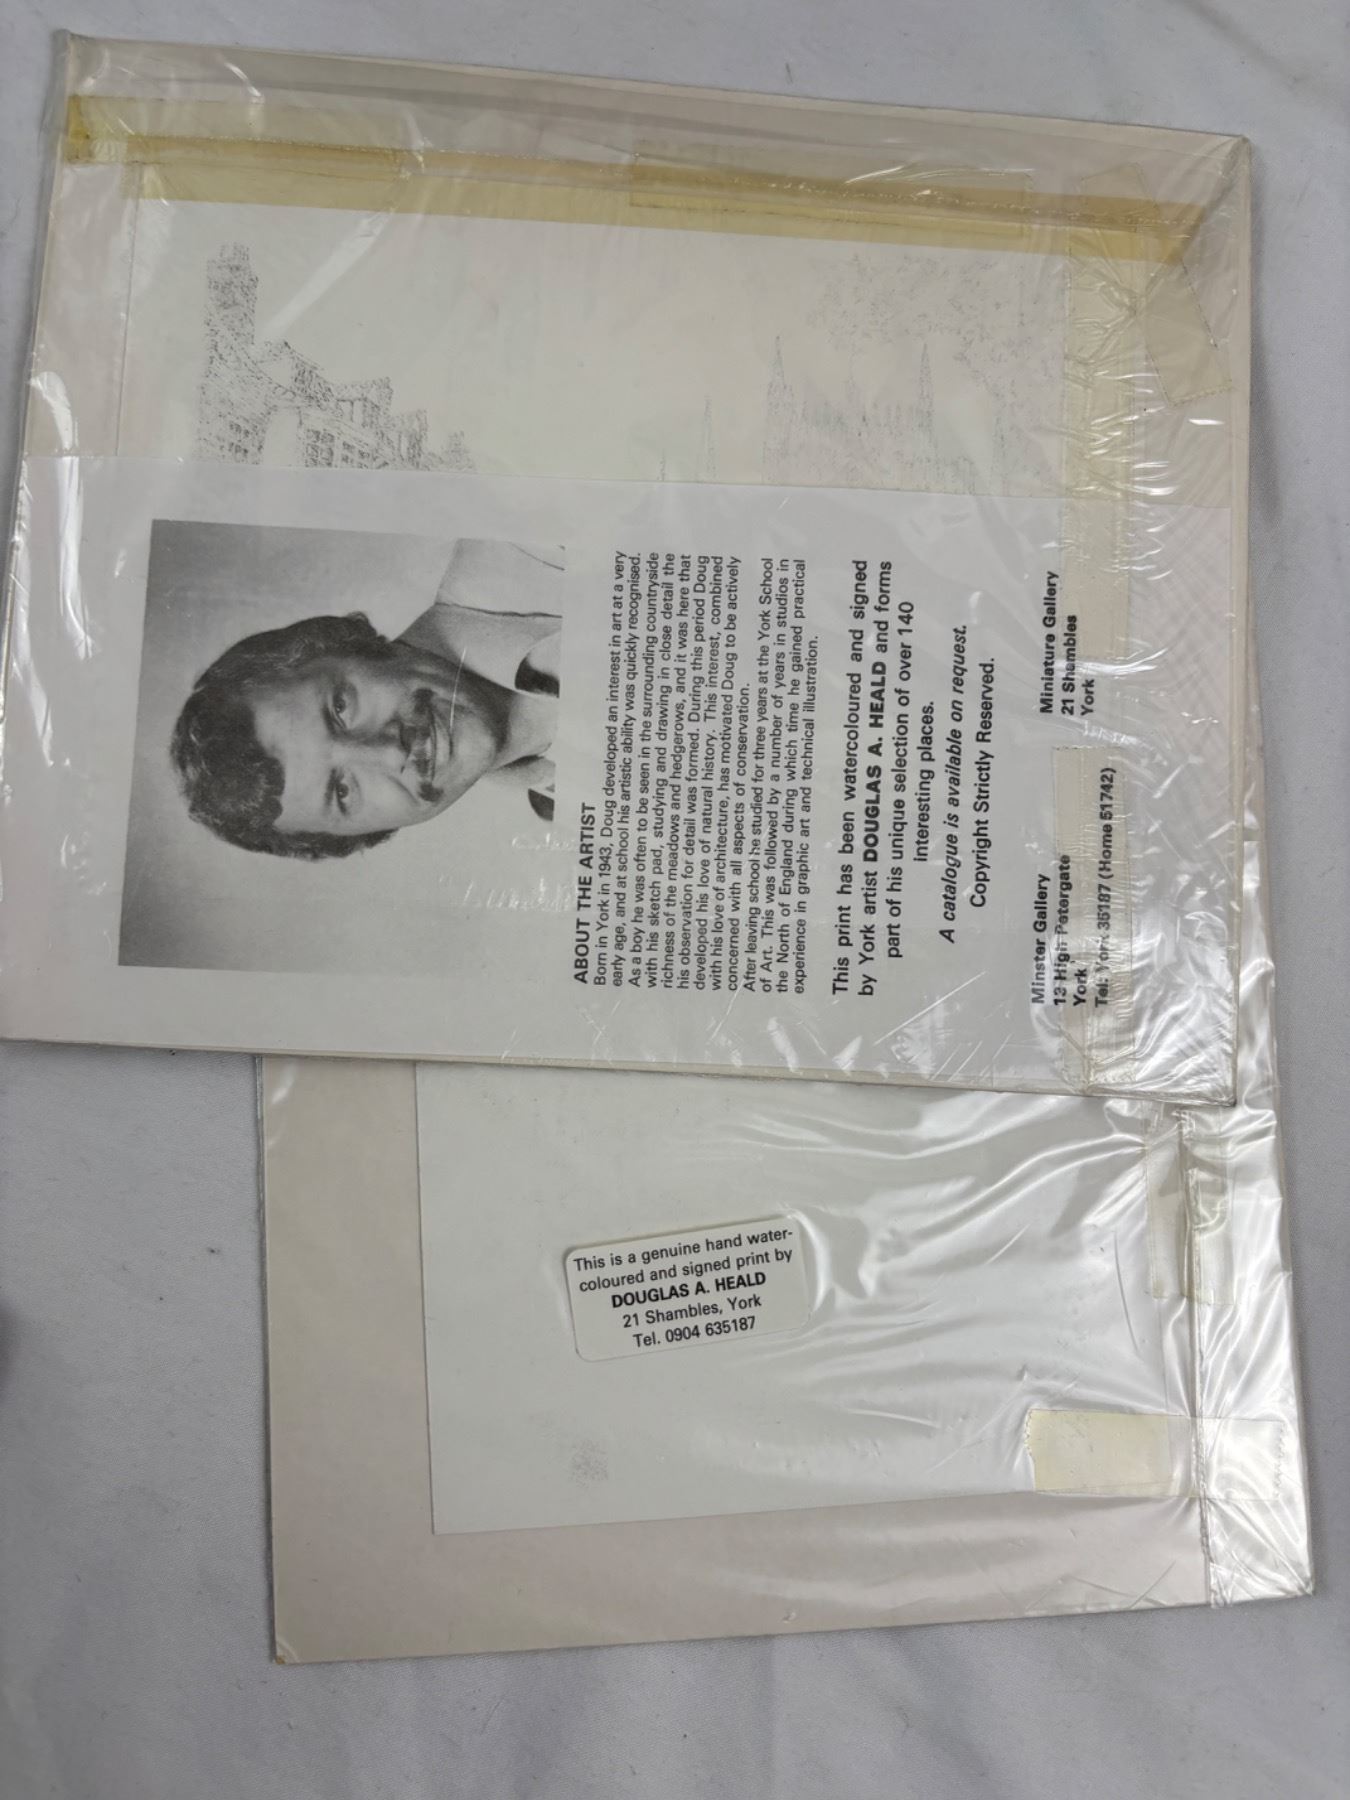 ABOUT THE ARTIST
Born in York in 1943, Doug developed an interest in art at a very
early age, and at school his artistic ability was quickly recognised.
As a boy he was often to be seen in the surrounding countryside
with his sketch pad, studying and drawing in close detail the
richness of the meadows and hedgerows, and it was here that
his observation for detail was formed. During this period Doug
developed his love of natural history. This interest, combined
with his love of architecture, has motivated Doug to be actively
concerned with all aspects of conservation.
After leaving school he studied for three years at the York School
of Art. This was followed by a number of years in studios in
the North of England during which time he gained practical
experience in graphic art and technical illustration.
This print has been watercoloured and signed
by York artist DOUGLAS A. HEALD and forms
part of his unique selection of over 140
interesting places.
A catalogue is available on request.
Copyright Strictly Reserved.
Minster Gallery
13 High Petergate
York
Tel: York 35187 (Home 51742)
Miniature Gallery
21 Shambles
York
This is a genuine hand water-
coloured and signed print by
DOUGLAS A. HEALD
21 Shambles, York
Tel. 0904 635187